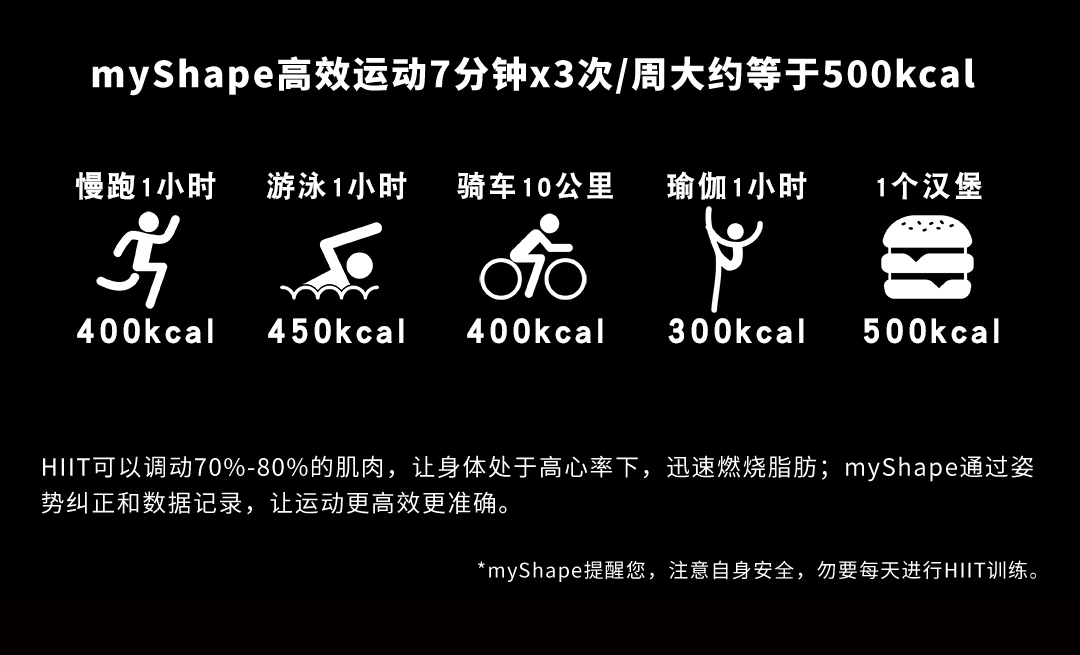 myShape高效运动7分钟x3次/周大约等于500kcal
慢跑1小时 游泳1小时 骑车10公里 瑜伽1小时 1个汉堡
400kcal 450kcal 400kcal 300kcal 500kcal
HIIT可以调动70%-80%的肌肉，让身体处于高心率下，迅速燃烧脂肪；myShape通过姿
势纠正和数据记录，让运动更高效更准确。
*myShape提醒您，注意自身安全，勿要每天进行HIIT训练。